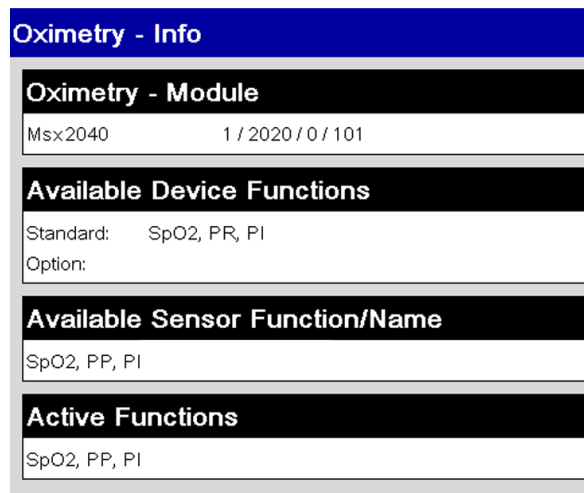 Oximetry - Info
Oximetry - Module
Msx2040 1 / 2020 / 0 / 101
Available Device Functions
Standard: SpO2, PR, PI
Option:
Available Sensor Function/Name
SpO2, PP, PI
Active Functions
SpO2, PP, PI